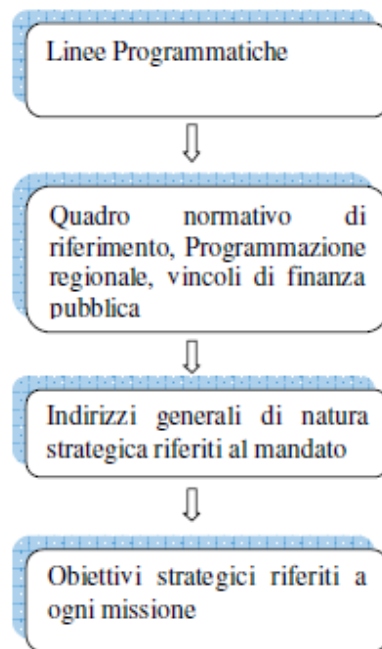 Linee Programmatiche
Quadro normativo di
riferimento, Programmazione
regionale, vincoli di finanza
pubblica
Indirizzi generali di natura
strategica riferiti al mandato
Obiettivi strategici riferiti a
ogni missione